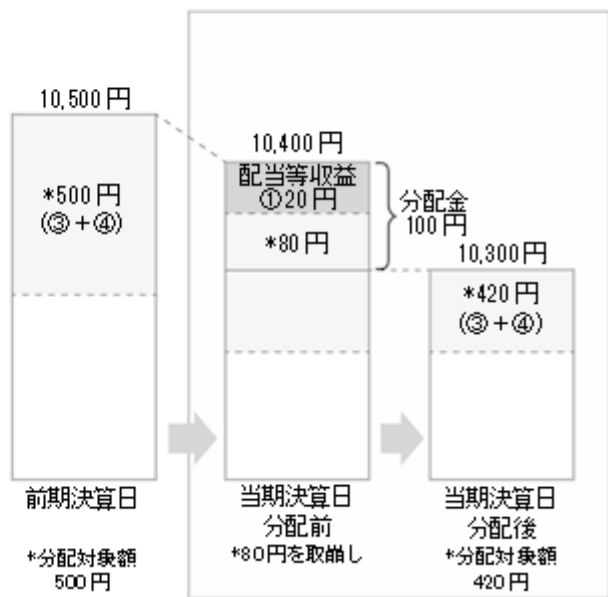 10,500円
*500円
(③+④)
前期決算日
*分配対象額
500円
10,400円
配当等収益
①20円
*80円
分配金
100円
当期決算日
分配前
*80円を取崩し
10,300円
*420円
(③+④)
当期決算日
分配後
*分配対象額
420円